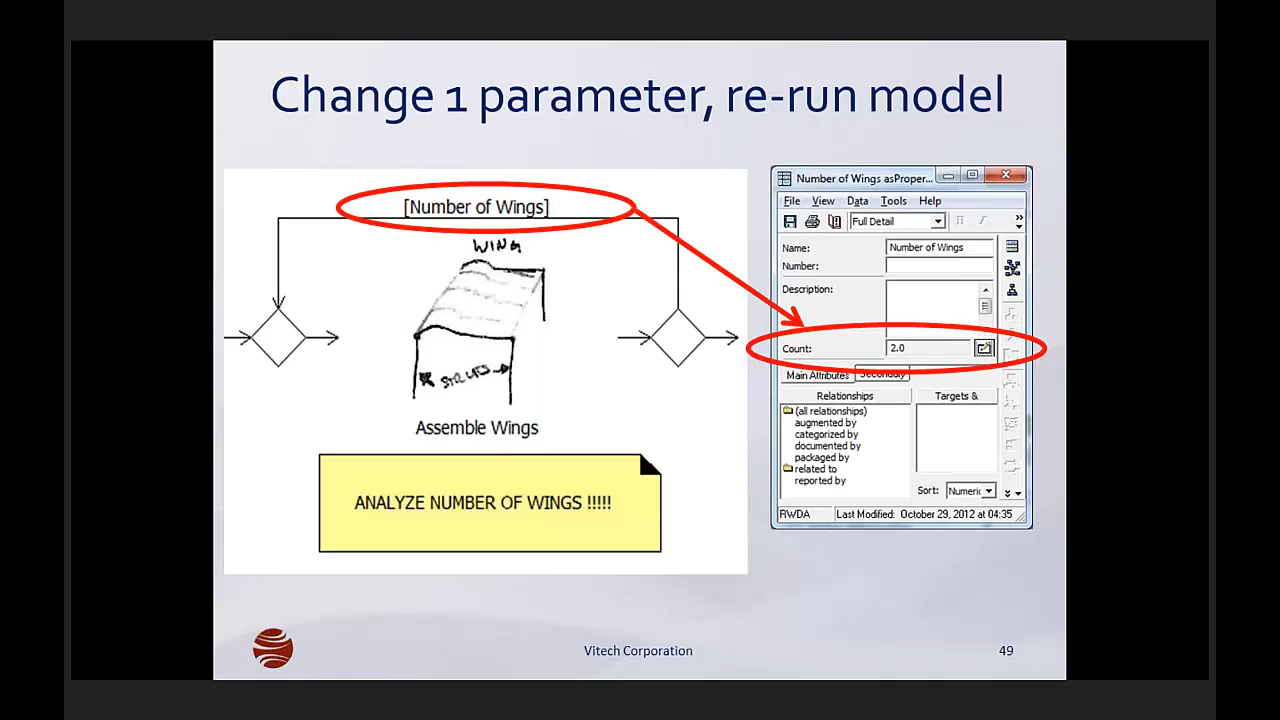 Change 1 parameter, re-run model
[Number of Wings]
WING
STRUTS
Assemble Wings
ANALYZE NUMBER OF WINGS !!!!!
Number of Wings asProper...
File View Data Tools Help
Full Detail
Name: Number of Wings
Number:
Description:
Count: 2.0
Main Attributes Secondary
Relationships Targets &
(all relationships)
augmented by
categorized by
documented by
packaged by
related to
reported by
Sort: Numeric
RWDA Last Modified: October 29, 2012 at 04:35
Vitech Corporation 49